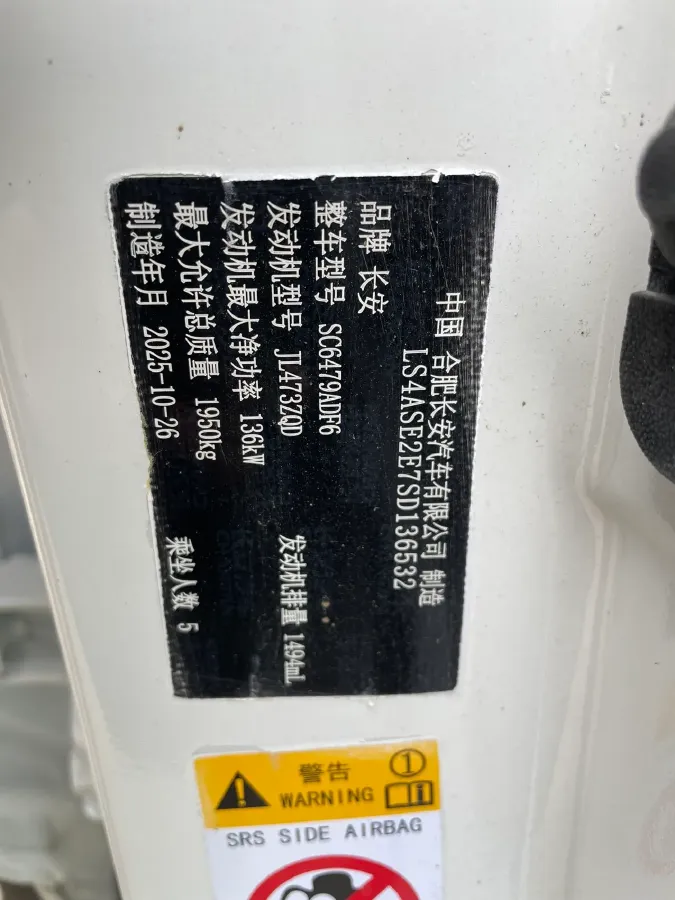 中国 合肥长安汽车有限公司 制造
LS4ASE2E7SD136532
品牌 长安
整车型号 SC6479ADF6
发动机型号 JL473ZQD 发动机排量 1494mL
发动机最大净功率 136kW
最大允许总质量 1950kg 乘坐人数 5
制造年月 2025-10-26
警告 1
WARNING i
SRS SIDE AIRBAG